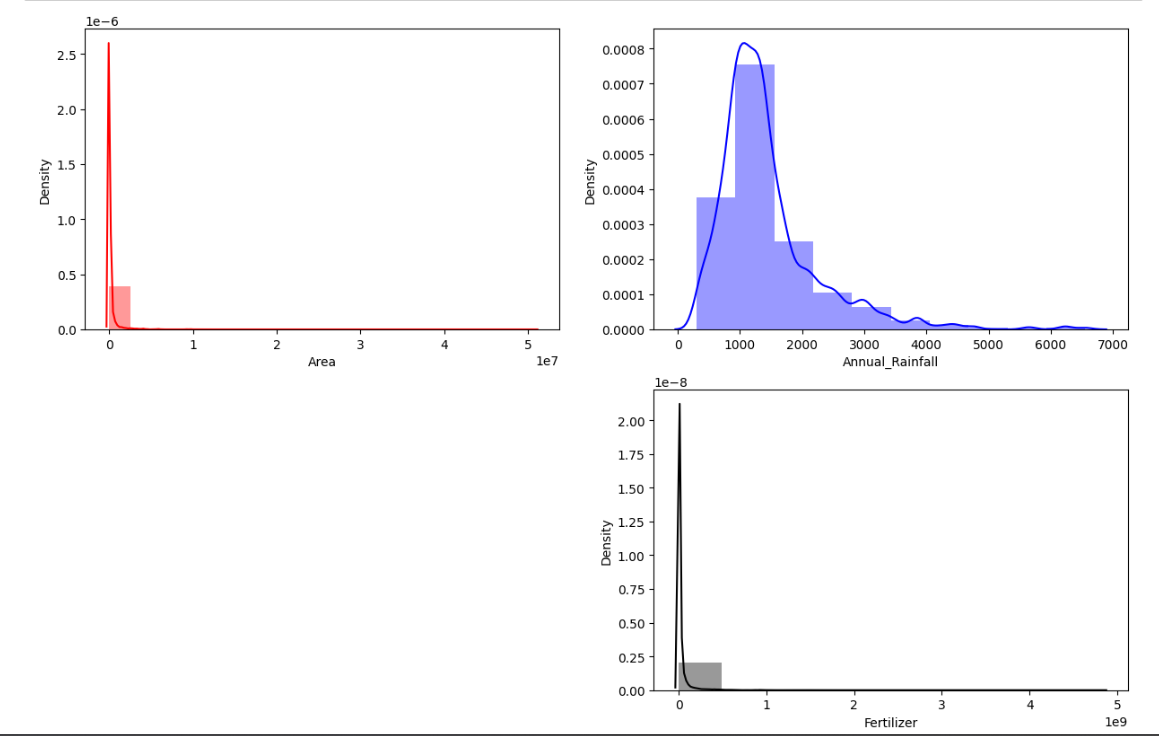 1e−6
2.5
2.0
1.5
1.0
0.5
0.0
Density
0 1 2 3 4 5
1e7
Area
0.0008
0.0007
0.0006
0.0005
0.0004
0.0003
0.0002
0.0001
0.0000
Density
0 1000 2000 3000 4000 5000 6000 7000
Annual_Rainfall
1e−8
2.00
1.75
1.50
1.25
1.00
0.75
0.50
0.25
0.00
Density
0 1 2 3 4 5
1e9
Fertilizer